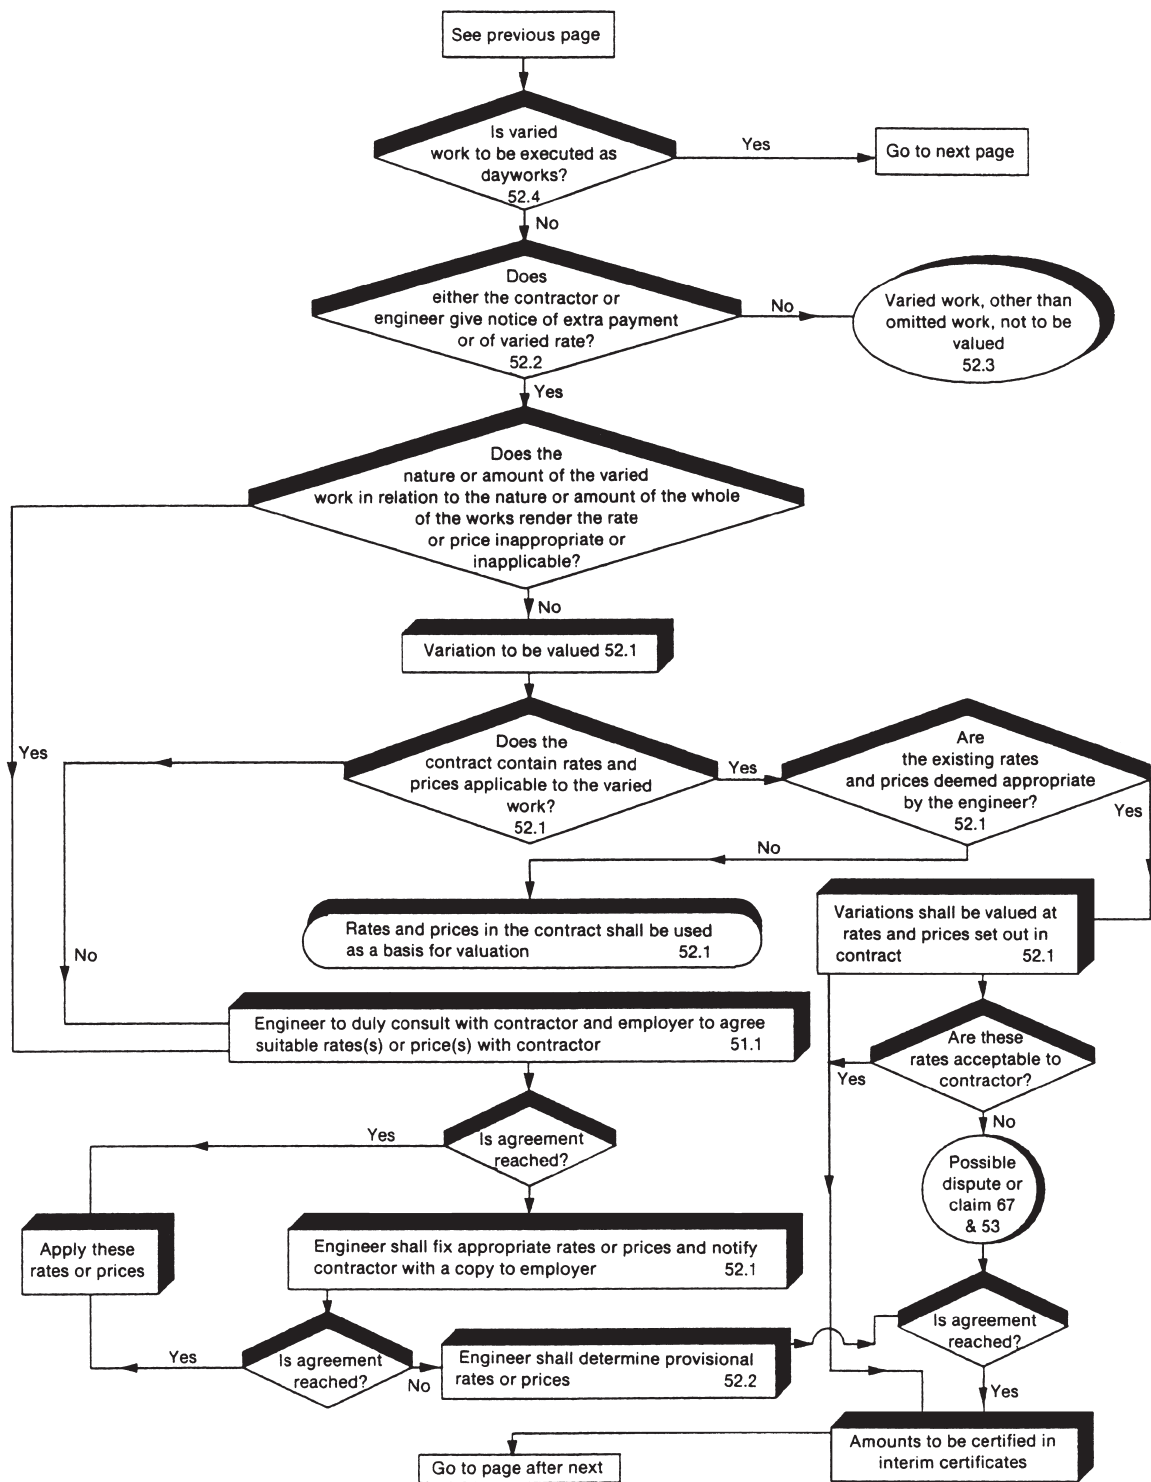 See previous page
Is varied
work to be executed as
dayworks?
52.4
Yes
Go to next page
No
Does
either the contractor or
engineer give notice of extra payment
or of varied rate?
52.2
No
Varied work, other than
omitted work, not to be
valued
52.3
Yes
Does the
nature or amount of the varied
work in relation to the nature or amount of the whole
of the works render the rate
or price inappropriate or
inapplicable?
No
Variation to be valued 52.1
Yes
Does the
contract contain rates and
prices applicable to the varied
work?
52.1
Yes
Are
the existing rates
and prices deemed appropriate
by the engineer?
52.1
Yes
No
Rates and prices in the contract shall be used
as a basis for valuation 52.1
Variations shall be valued at
rates and prices set out in
contract 52.1
No
Engineer to duly consult with contractor and employer to agree
suitable rates(s) or price(s) with contractor 51.1
Are these
rates acceptable to
contractor?
Yes
No
Yes
Is agreement
reached?
Possible
dispute or
claim 67
& 53
Apply these
rates or prices
Engineer shall fix appropriate rates or prices and notify
contractor with a copy to employer 52.1
Is agreement
reached?
Yes
Is agreement
reached?
No
Engineer shall determine provisional
rates or prices 52.2
Yes
Amounts to be certified in
interim certificates
Go to page after next